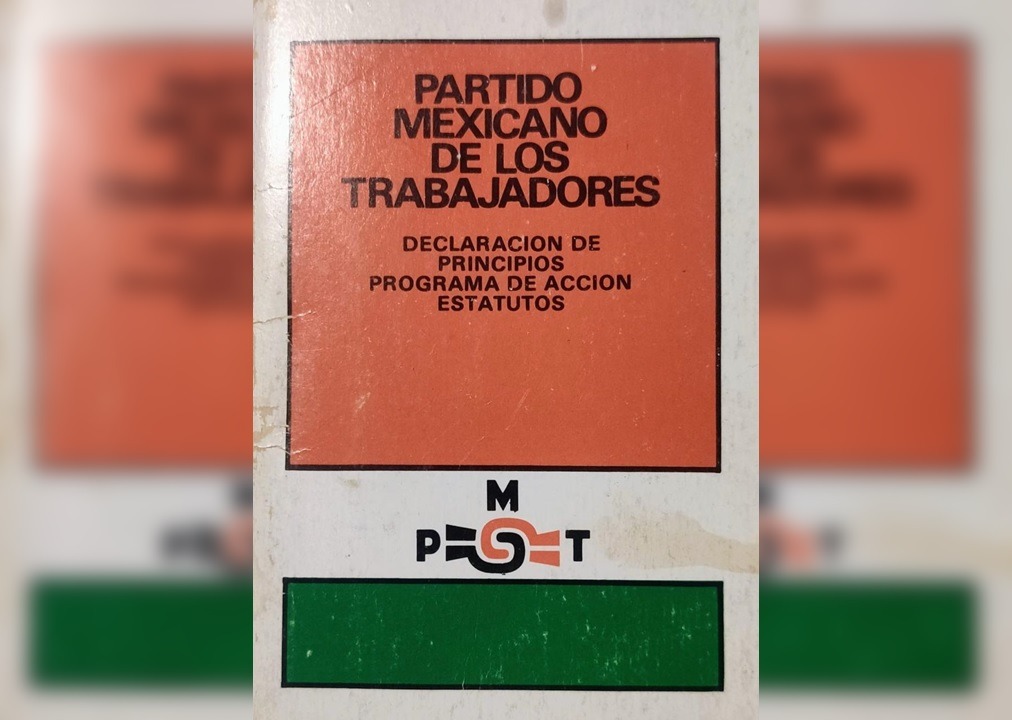 PARTIDO
MEXICANO
DE LOS
TRABAJADORES
DECLARACION DE
PRINCIPIOS
PROGRAMA DE ACCION
ESTATUTOS
M
P T